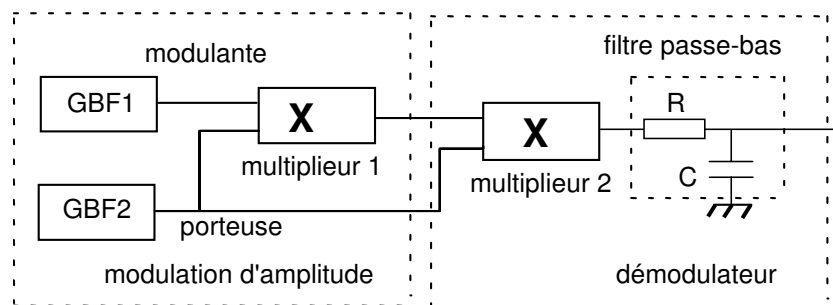 modulante
filtre passe-bas
GBF1
X
R
multiplieur 1
X
multiplieur 2
C
GBF2
porteuse
modulation d'amplitude
démodulateur